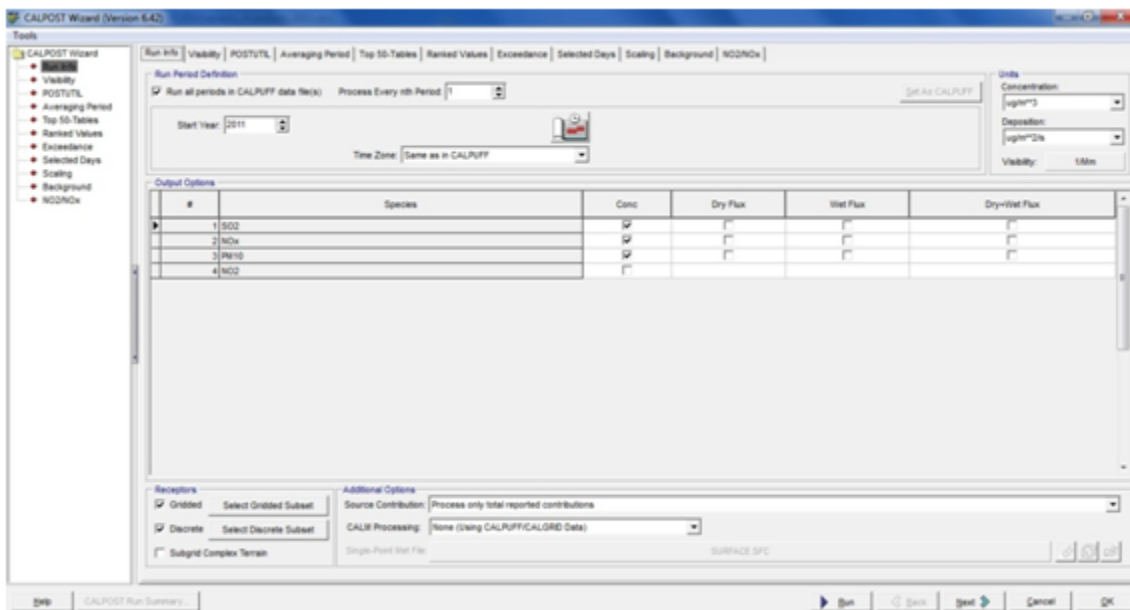 CALPOST Wizard (Version 6.42)
Tools
CALPOST Wizard
Run Info
Visibility
POSTUTIL
Averaging Period
Top 50-Tables
Ranked Values
Exceedance
Selected Days
Scaling
Background
NO2/NOx
Run Info Visibility POSTUTIL Averaging Period Top 50-Tables Ranked Values Exceedance Selected Days Scaling Background NO2/NOx
Run Period Definition
Run all periods in CALPUFF data file(s) Process Every nth Period: 1 Set As CALPUFF
Start Year: 2011
Time Zone: Same as in CALPUFF
Units
Concentration:
ug/m**3
Deposition:
ug/m**2/s
Visibility: 1/Mm
Output Options
# Species Conc Dry Flux Wet Flux Dry+Wet Flux
1 SO2
2 NOx
3 PM10
4 NO2
Receptors
Gridded Select Gridded Subset
Discrete Select Discrete Subset
Subgrid Complex Terrain
Additional Options
Source Contribution: Process only total reported contributions
CALM Processing: None (Using CALPUFF/CALGRID Data)
Single-Point Met File: SURFACE.SFC
Help CALPOST Run Summary... Run Back Next Cancel OK